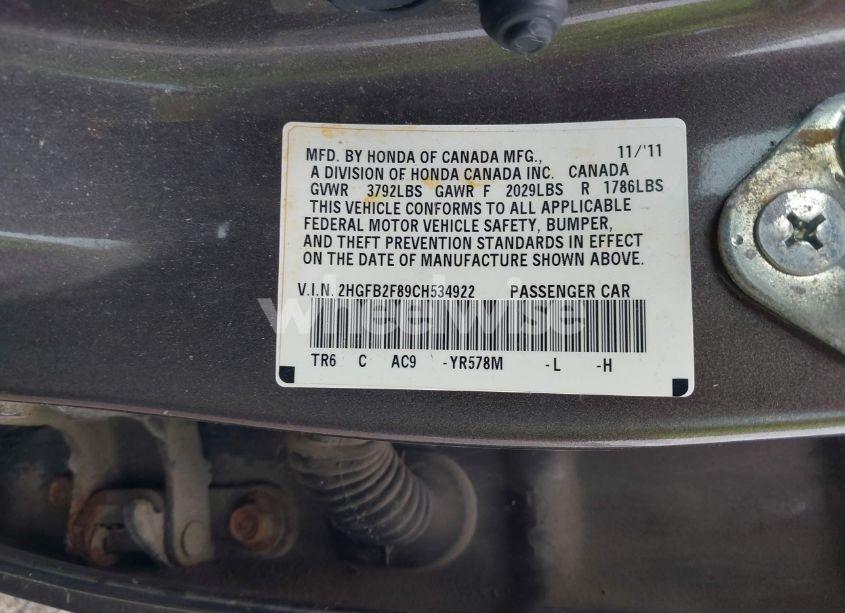 MFD. BY HONDA OF CANADA MFG., 11/'11
A DIVISION OF HONDA CANADA INC. CANADA
GVWR 3792LBS GAWR F 2029LBS R 1786LBS
THIS VEHICLE CONFORMS TO ALL APPLICABLE
FEDERAL MOTOR VEHICLE SAFETY, BUMPER,
AND THEFT PREVENTION STANDARDS IN EFFECT
ON THE DATE OF MANUFACTURE SHOWN ABOVE.
V.I.N. 2HGFB2F89CH534922 PASSENGER CAR
wheelwise
TR6 C AC9 -YR578M -L -H